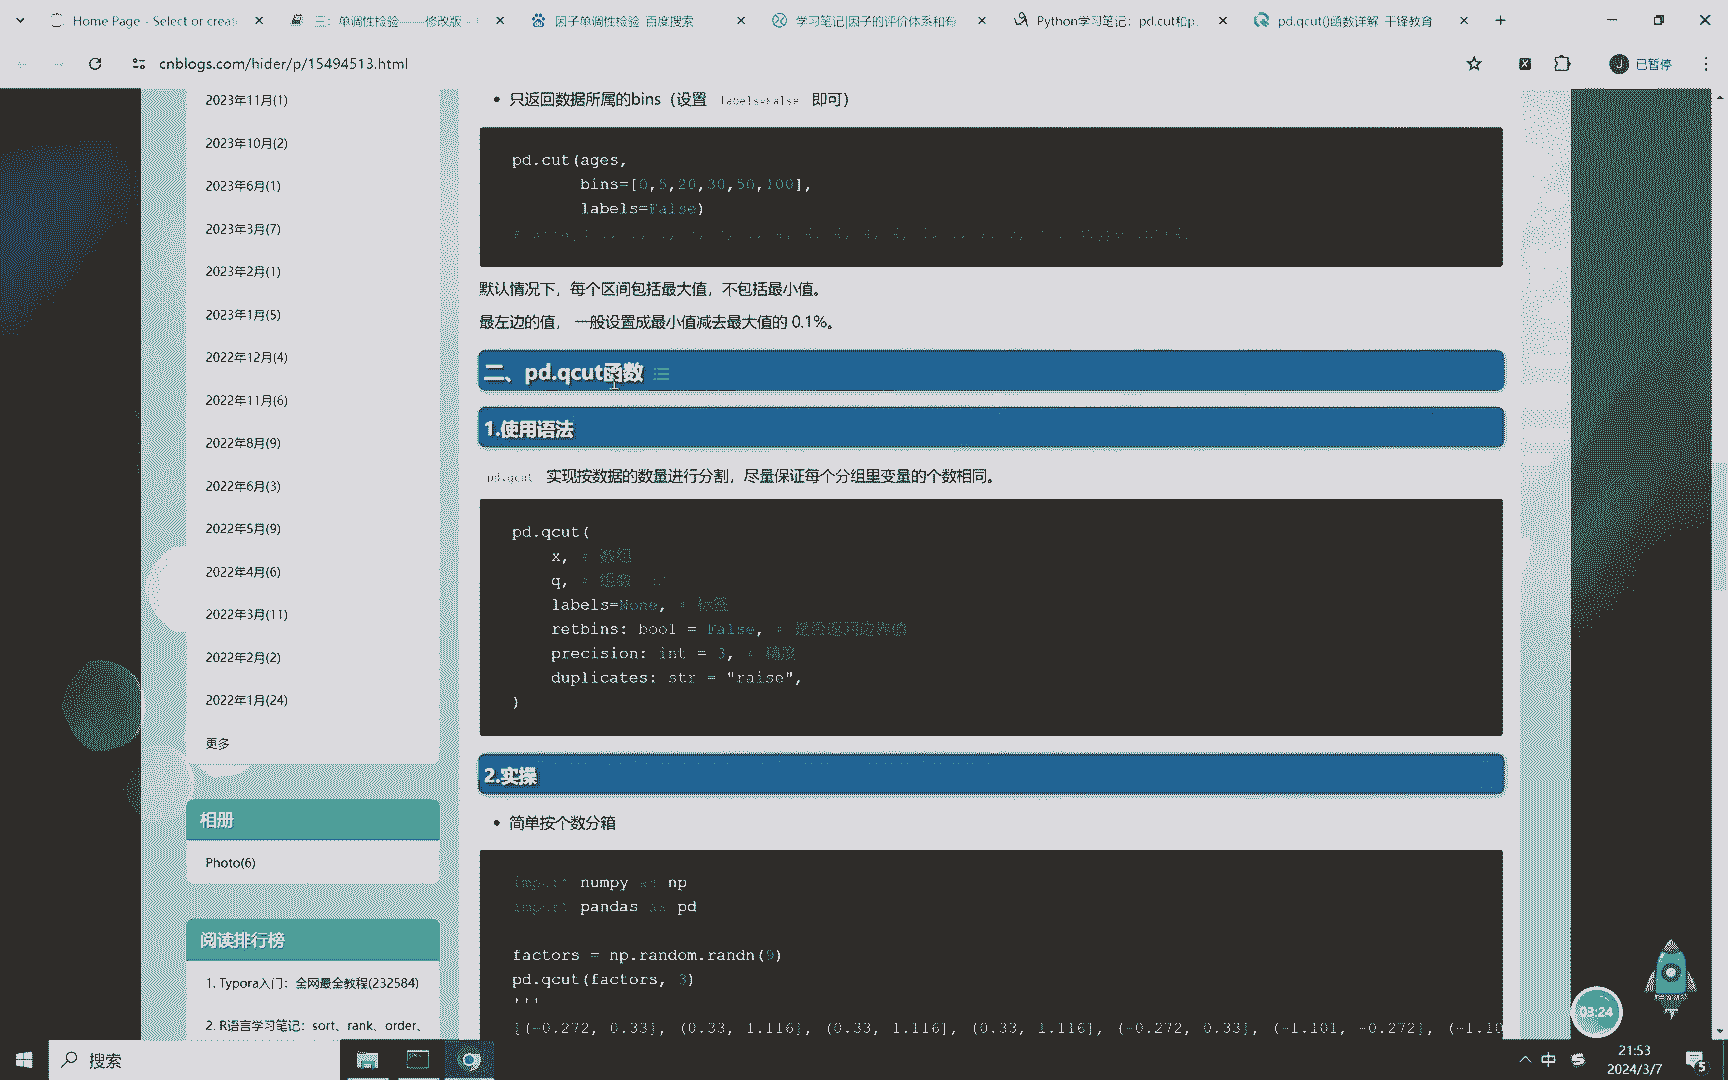 Home Page - Select or creat
三：单调性检验——修改版 -
因子单调性检验_百度搜索
学习笔记|因子的评价体系和有
Python学习笔记：pd.cut和p.
pd.qcut()函数详解_千锋教育
cnblogs.com/hider/p/15494513.html
J 已暂停
2023年11月(1)
2023年10月(2)
2023年6月(1)
2023年3月(7)
2023年2月(1)
2023年1月(5)
2022年12月(4)
2022年11月(6)
2022年8月(9)
2022年6月(3)
2022年5月(9)
2022年4月(6)
2022年3月(11)
2022年2月(2)
2022年1月(24)
更多
相册
Photo(6)
阅读排行榜
1. Typora入门：全网最全教程(232584)
2. R语言学习笔记：sort、rank、order、
只返回数据所属的bins（设置 labels=False 即可）
pd.cut(ages,
bins=[0,5,20,30,50,100],
labels=False)
默认情况下，每个区间包括最大值，不包括最小值。
最左边的值，一般设置成最小值减去最大值的 0.1%。
二、pd.qcut函数
1.使用语法
pd.qcut 实现按数据的数量进行分割，尽量保证每个分组里变量的个数相同。
pd.qcut(
x, # 数组
q, # 组数
labels=None, # 标签
retbins: bool = False, # 是否返回边界值
precision: int = 3, # 精度
duplicates: str = "raise",
)
2.实操
简单按个数分箱
import numpy as np
import pandas as pd
factors = np.random.randn(9)
pd.qcut(factors, 3)
'''
[(-0.272, 0.33], (0.33, 1.116], (0.33, 1.116], (0.33, 1.116], (-0.272, 0.33], (-1.101, -0.272], (-1.10
03:24
搜索
中
21:53
2024/3/7
5